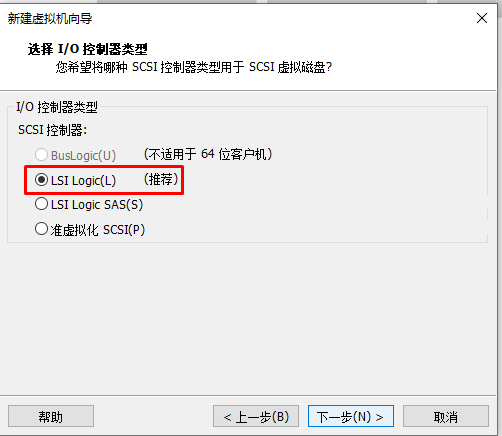 新建虚拟机向导
选择 I/O 控制器类型
您希望将哪种 SCSI 控制器类型用于 SCSI 虚拟磁盘?
I/O 控制器类型
SCSI 控制器:
BusLogic(U) (不适用于 64 位客户机)
LSI Logic(L) (推荐)
LSI Logic SAS(S)
准虚拟化 SCSI(P)
帮助 < 上一步(B) 下一步(N) > 取消